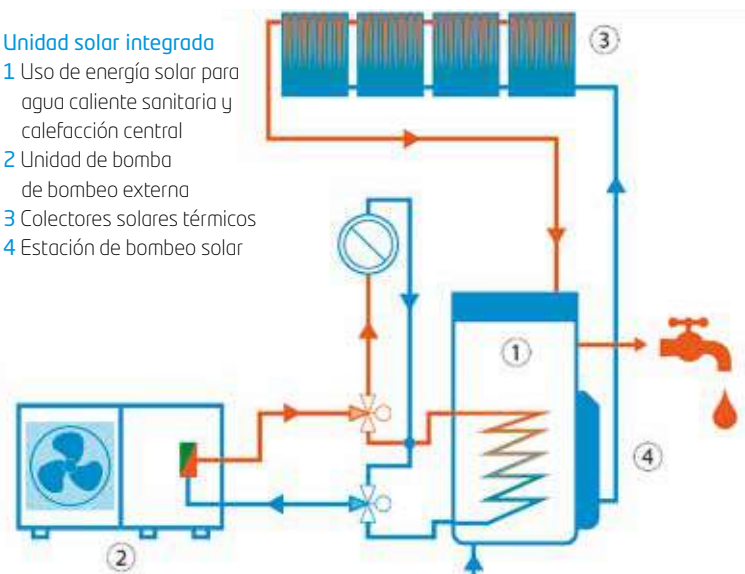 Unidad solar integrada
1 Uso de energía solar para
agua caliente sanitaria y
calefacción central
2 Unidad de bomba
de bombeo externa
3 Colectores solares térmicos
4 Estación de bombeo solar
3
1
4
2